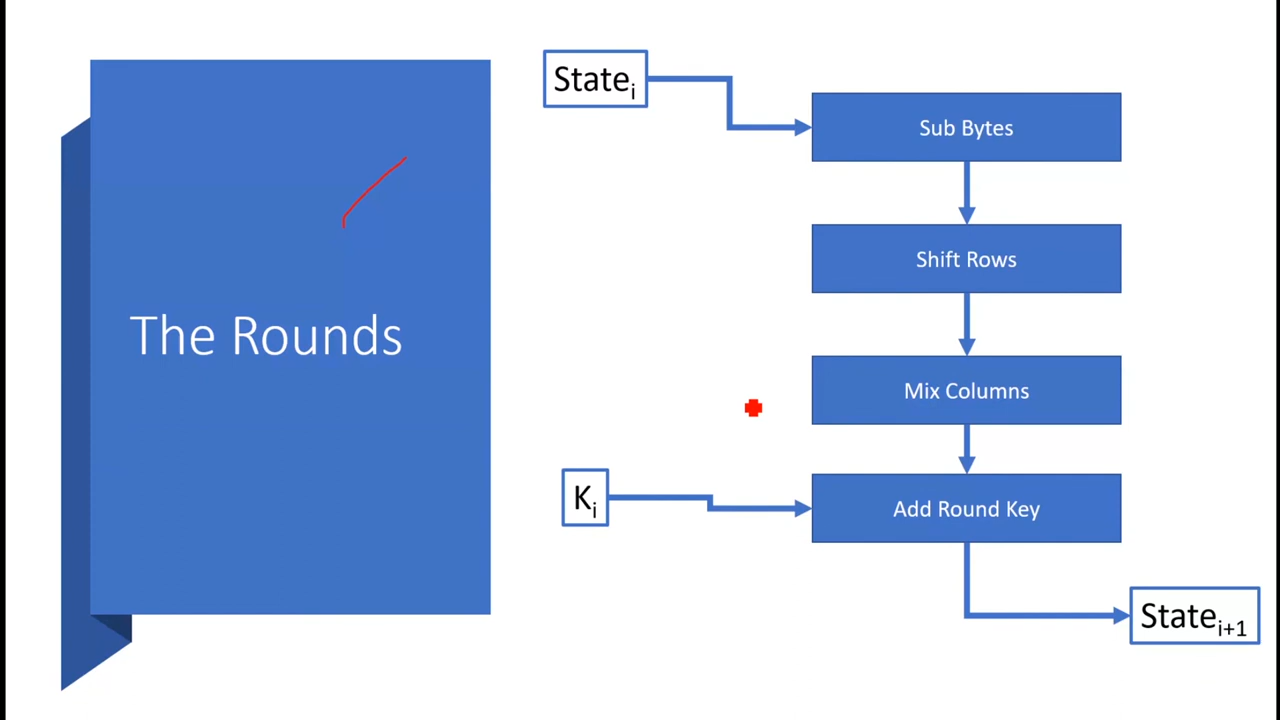 The Rounds
Stateᵢ
Sub Bytes
Shift Rows
Mix Columns
Kᵢ
Add Round Key
Stateᵢ₊₁